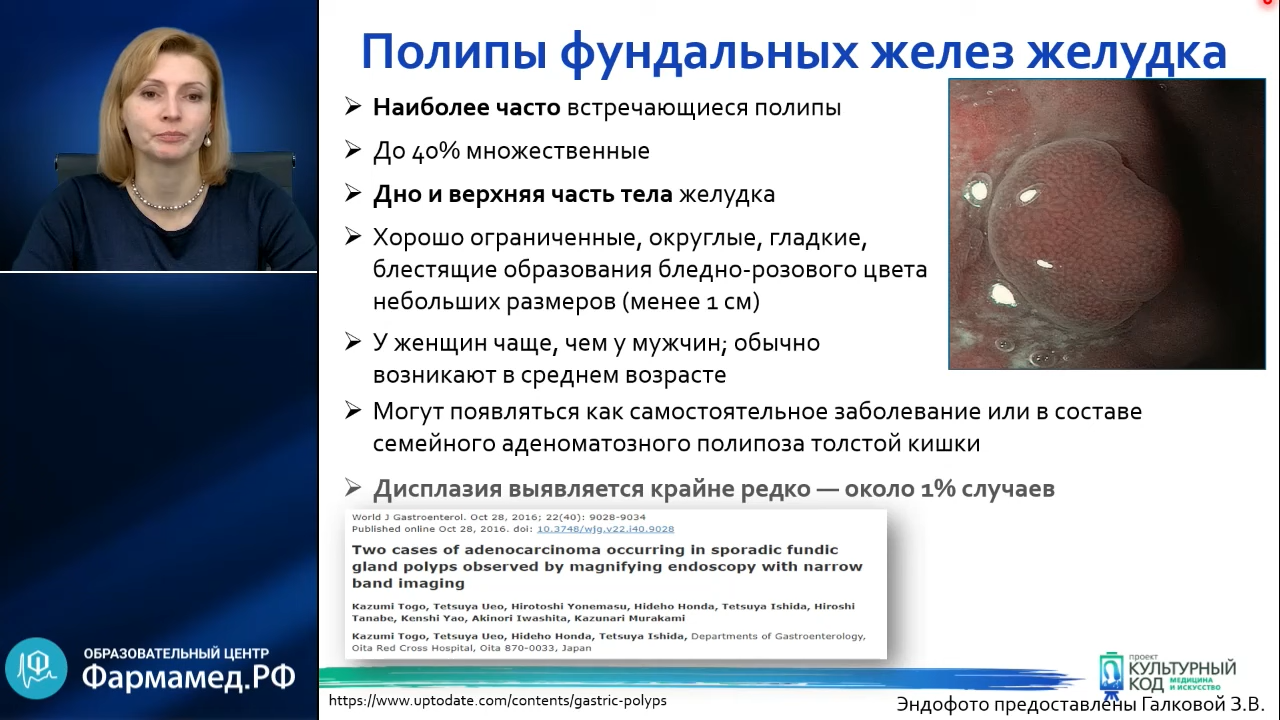 Полипы фундальных желез желудка
Наиболее часто встречающиеся полипы
До 40% множественные
Дно и верхняя часть тела желудка
Хорошо ограниченные, округлые, гладкие,
блестящие образования бледно-розового цвета
небольших размеров (менее 1 см)
У женщин чаще, чем у мужчин; обычно
возникают в среднем возрасте
Могут появляться как самостоятельное заболевание или в составе
семейного аденоматозного полипоза толстой кишки
Дисплазия выявляется крайне редко — около 1% случаев
World J Gastroenterol. Oct 28, 2016; 22(40): 9028-9034
Published online Oct 28, 2016. doi: 10.3748/wjg.v22.i40.9028
Two cases of adenocarcinoma occurring in sporadic fundic
gland polyps observed by magnifying endoscopy with narrow
band imaging
Kazumi Togo, Tetsuya Ueo, Hirotoshi Yonemasu, Hideho Honda, Tetsuya Ishida, Hiroshi
Tanabe, Kenshi Yao, Akinori Iwashita, Kazunari Murakami
Kazumi Togo, Tetsuya Ueo, Hideho Honda, Tetsuya Ishida, Departments of Gastroenterology,
Oita Red Cross Hospital, Oita 870-0033, Japan
ОБРАЗОВАТЕЛЬНЫЙ ЦЕНТР
Фармамед.РФ
проект
КУЛЬТУРНЫЙ
КОД МЕДИЦИНА
И ИСКУССТВО
https://www.uptodate.com/contents/gastric-polyps
Эндофото предоставлены Галковой З.В.